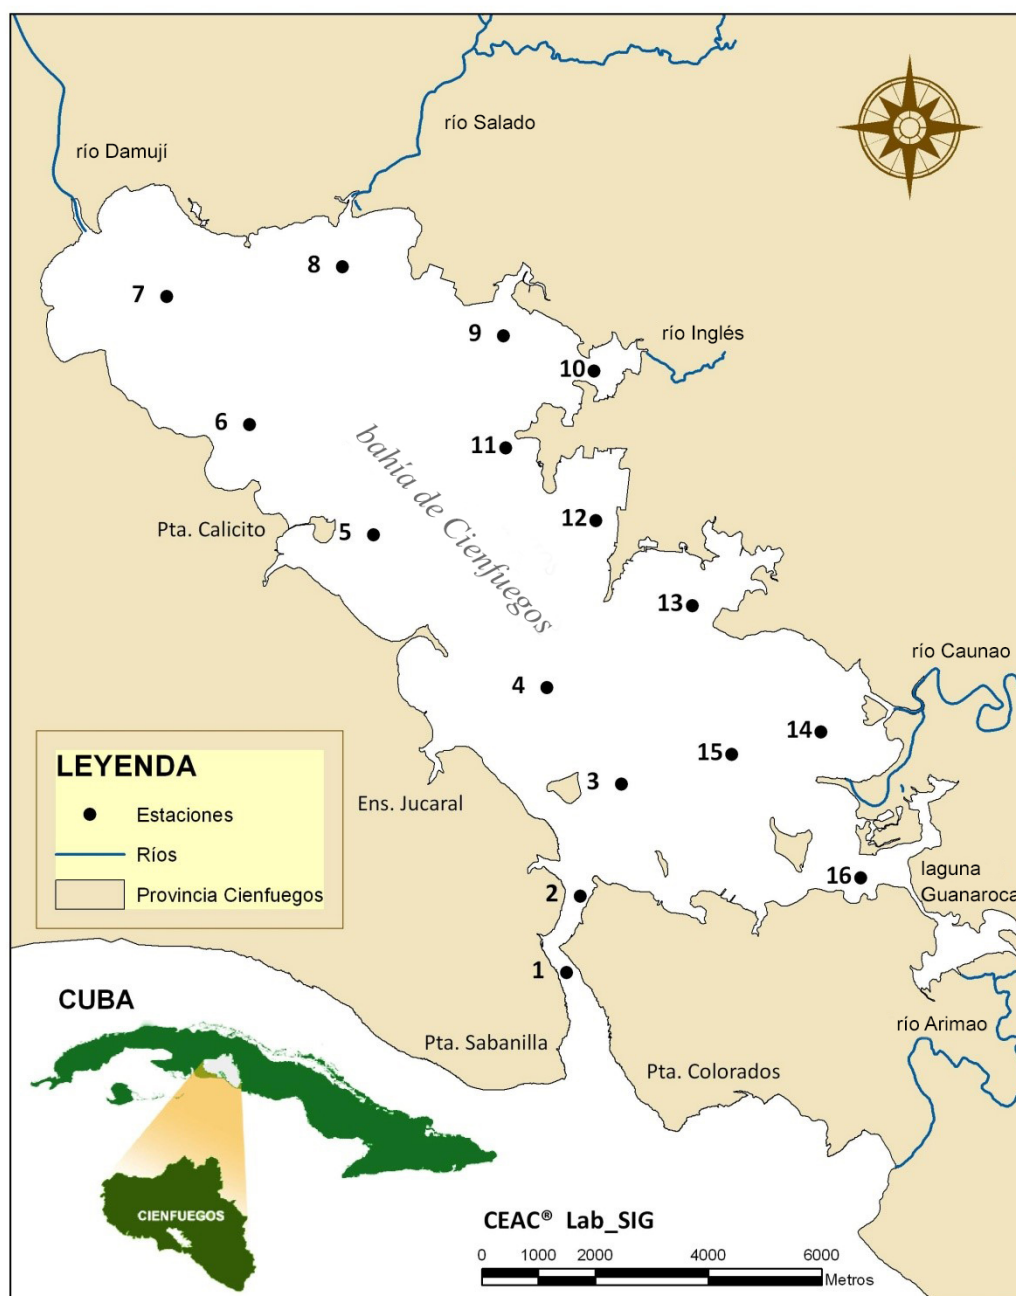 río Salado
río Damují
8
7
9
río Inglés
10
6
11
bahía de Cienfuegos
12
Pta. Calicito
5
13
río Caunao
4
14
15
LEYENDA
3
Estaciones
Ens. Jucaral
Ríos
Provincia Cienfuegos
16
laguna
Guanaroca
2
1
CUBA
río Arimao
Pta. Sabanilla
Pta. Colorados
CIENFUEGOS
CEAC® Lab_SIG
0 1000 2000 4000 6000
Metros